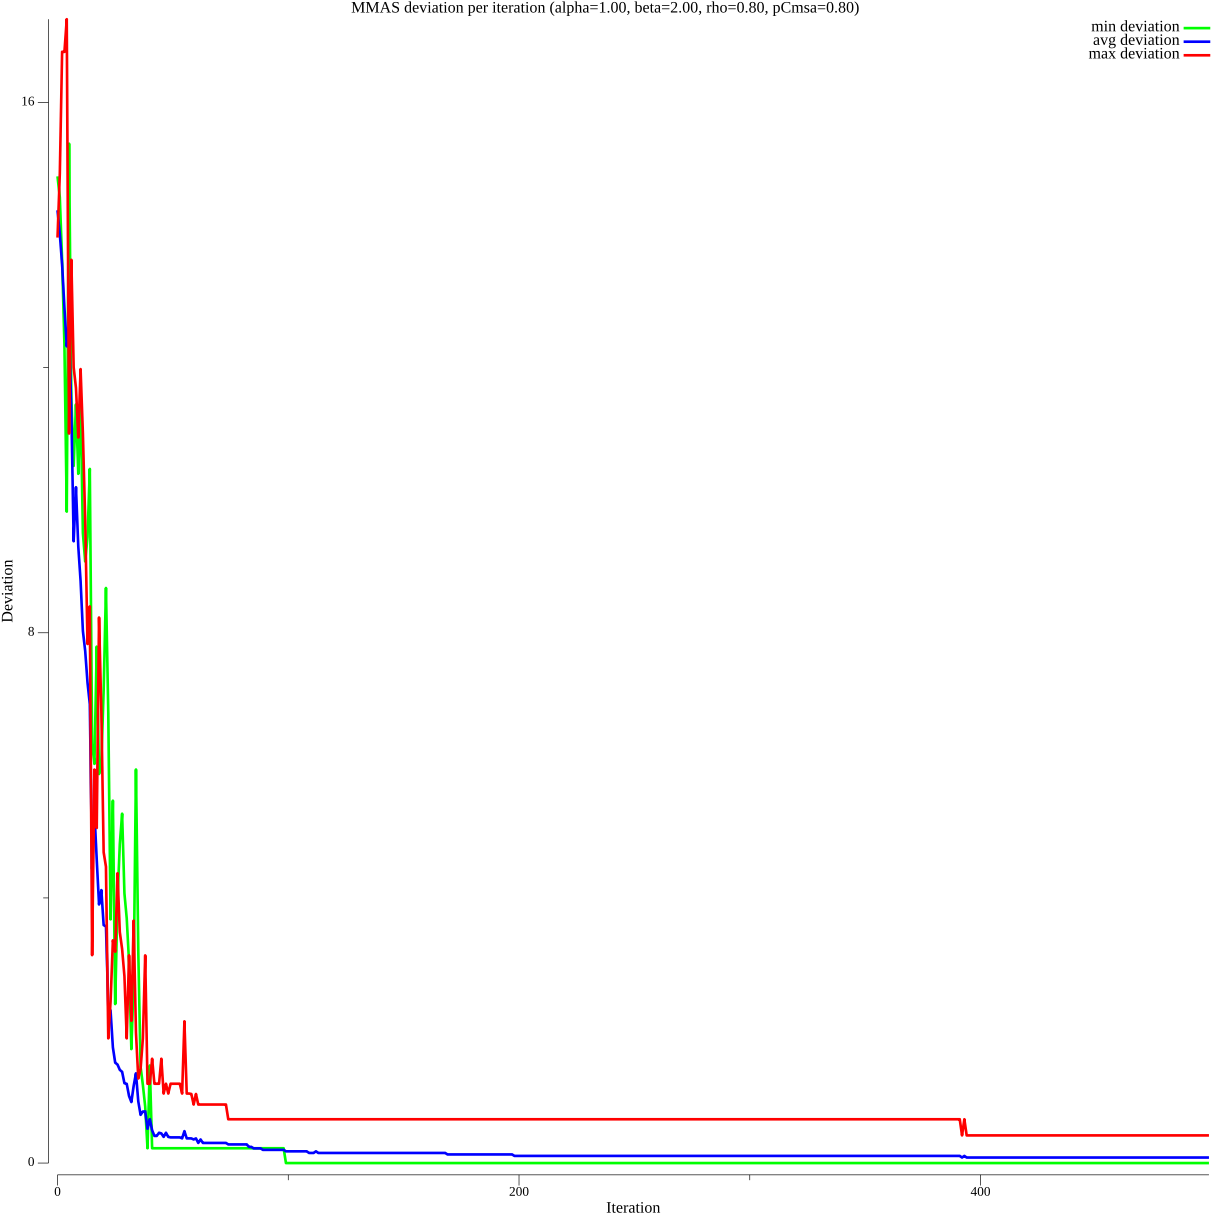 MMAS deviation per iteration (alpha=1.00, beta=2.00, rho=0.80, pCmsa=0.80)
min deviation
avg deviation
max deviation
16
8
0
Deviation
0 200 400
Iteration